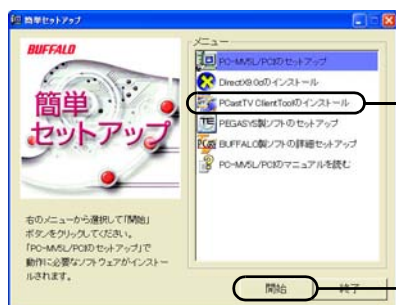 簡単セットアップ
BUFFALO
簡単
セットアップ
右のメニューから選択して「開始」
ボタンをクリックしてください。
「PC-MV5L/PCIのセットアップ」で
動作に必要なソフトウェアがインストー
ルされます。
メニュー
PC-MV5L/PCIのセットアップ
DirectX9.0cのインストール
PCastTV ClientToolのインストール
PEGASYS製ソフトのセットアップ
BUFFALO製ソフトの詳細セットアップ
PC-MV5L/PCIのマニュアルを読む
開始
終了